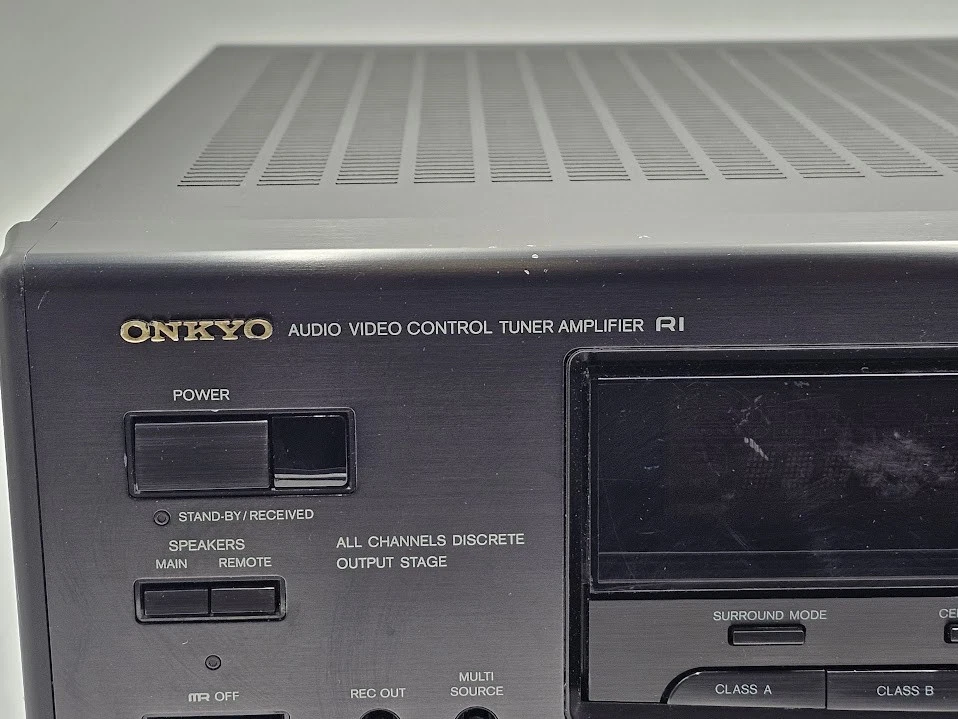 ONKYO AUDIO VIDEO CONTROL TUNER AMPLIFIER RI
POWER
STAND-BY / RECEIVED
SPEAKERS
MAIN REMOTE
ALL CHANNELS DISCRETE
OUTPUT STAGE
SURROUND MODE
CLASS A CLASS B
OFF
REC OUT
MULTI
SOURCE